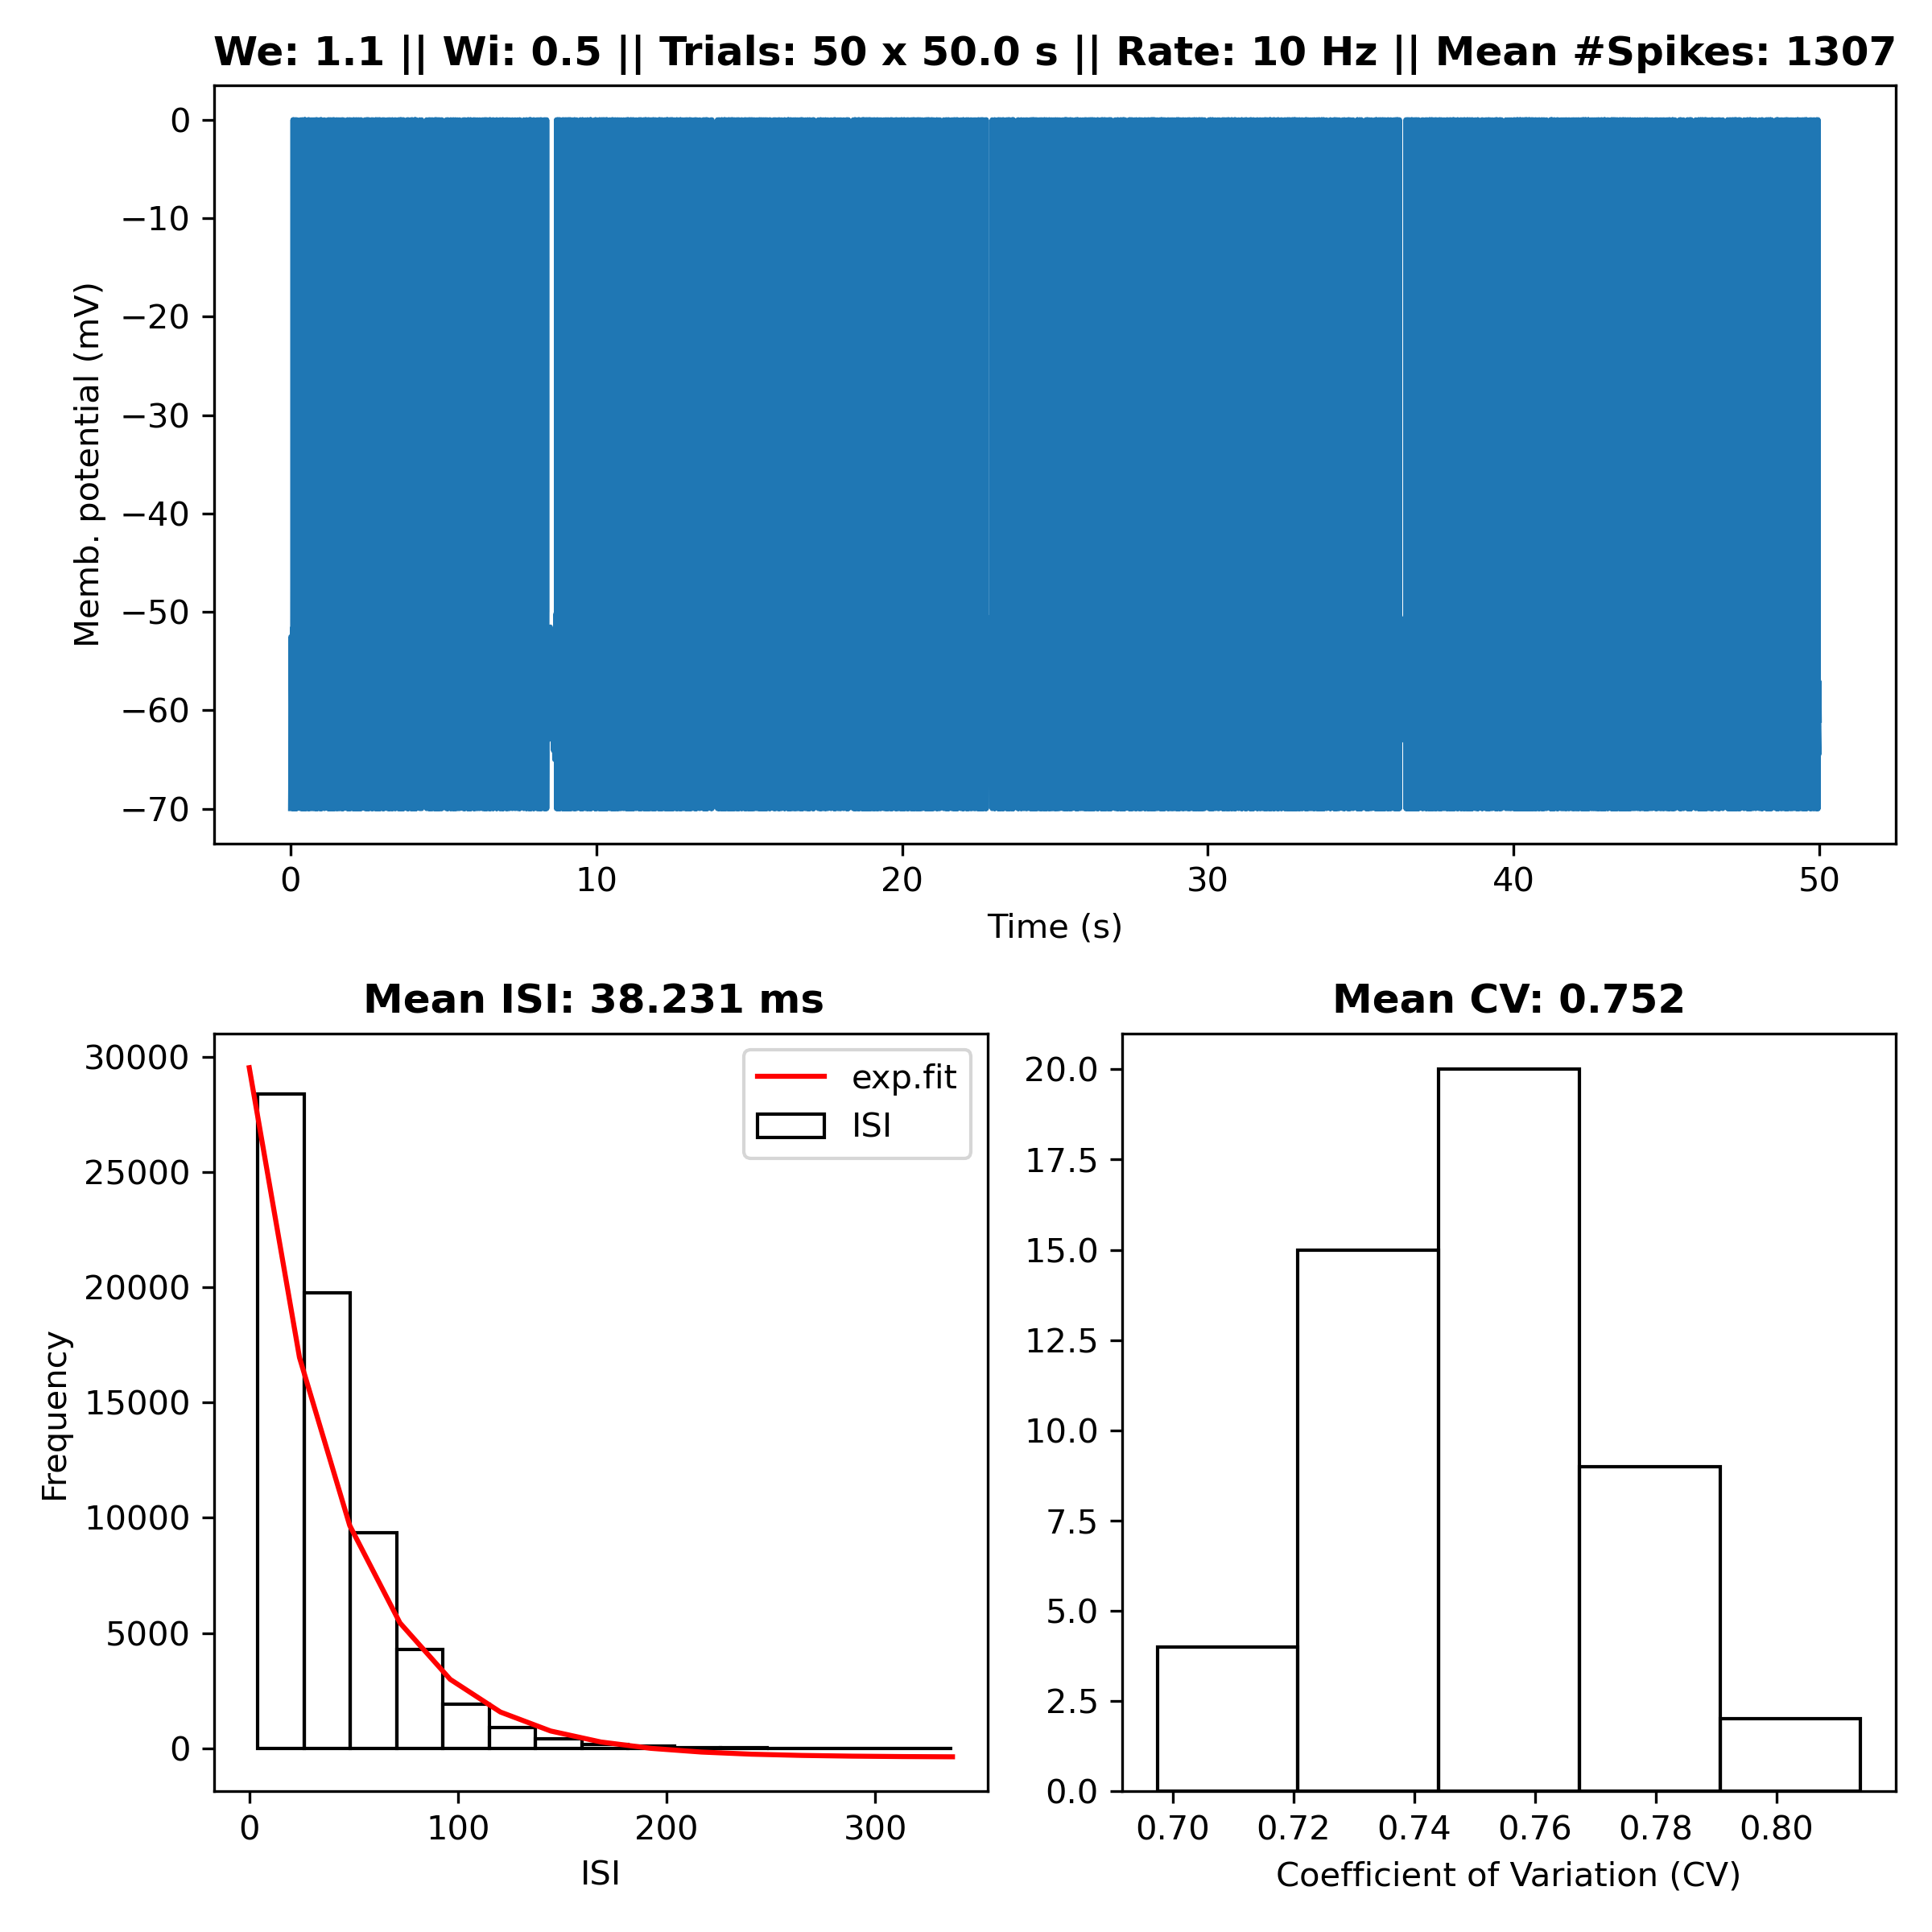 We: 1.1 || Wi: 0.5 || Trials: 50 x 50.0 s || Rate: 10 Hz || Mean #Spikes: 1307
0
−10
−20
−30
−40
−50
−60
−70
Memb. potential (mV)
0 10 20 30 40 50
Time (s)
Mean ISI: 38.231 ms
30000
25000
20000
15000
10000
5000
0
Frequency
exp.fit
ISI
0 100 200 300
ISI
Mean CV: 0.752
20.0
17.5
15.0
12.5
10.0
7.5
5.0
2.5
0.0
0.70 0.72 0.74 0.76 0.78 0.80
Coefficient of Variation (CV)